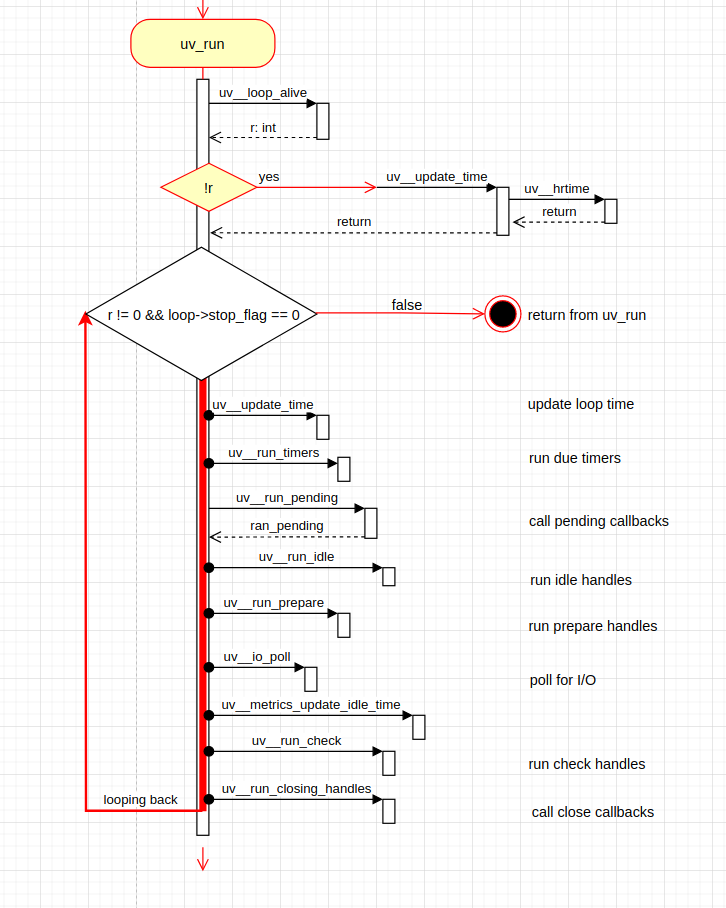 uv_run
uv__loop_alive
r: int
!r
yes
uv__update_time
uv__hrtime
return
return
r != 0 && loop->stop_flag == 0
false
return from uv_run
uv__update_time
update loop time
uv__run_timers
run due timers
uv__run_pending
call pending callbacks
ran_pending
uv__run_idle
run idle handles
uv__run_prepare
run prepare handles
uv__io_poll
poll for I/O
uv__metrics_update_idle_time
uv__run_check
run check handles
uv__run_closing_handles
looping back
call close callbacks